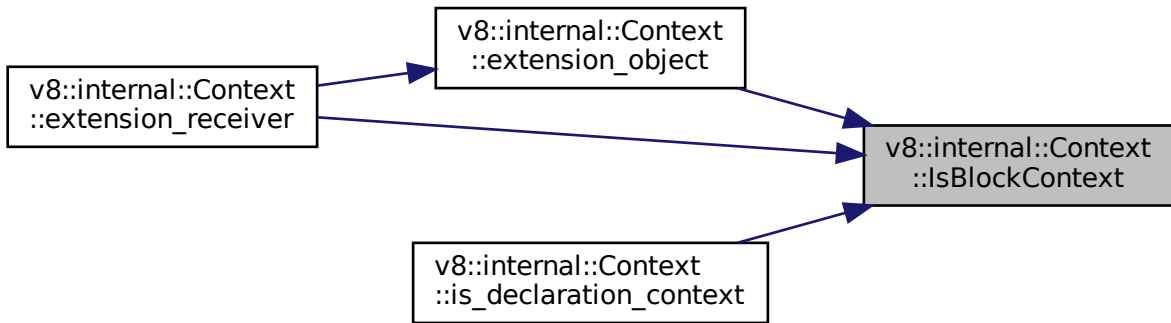 v8::internal::Context
::extension_object
v8::internal::Context
::extension_receiver
v8::internal::Context
::IsBlockContext
v8::internal::Context
::is_declaration_context